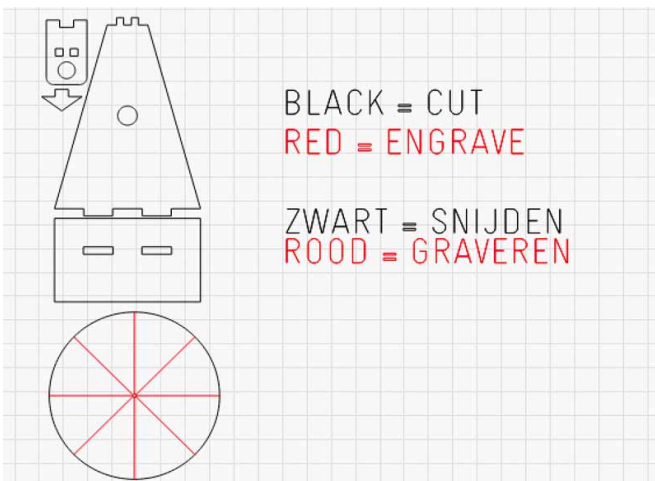 BLACK = CUT
RED = ENGRAVE
ZWART = SNIJDEN
ROOD = GRAVEREN